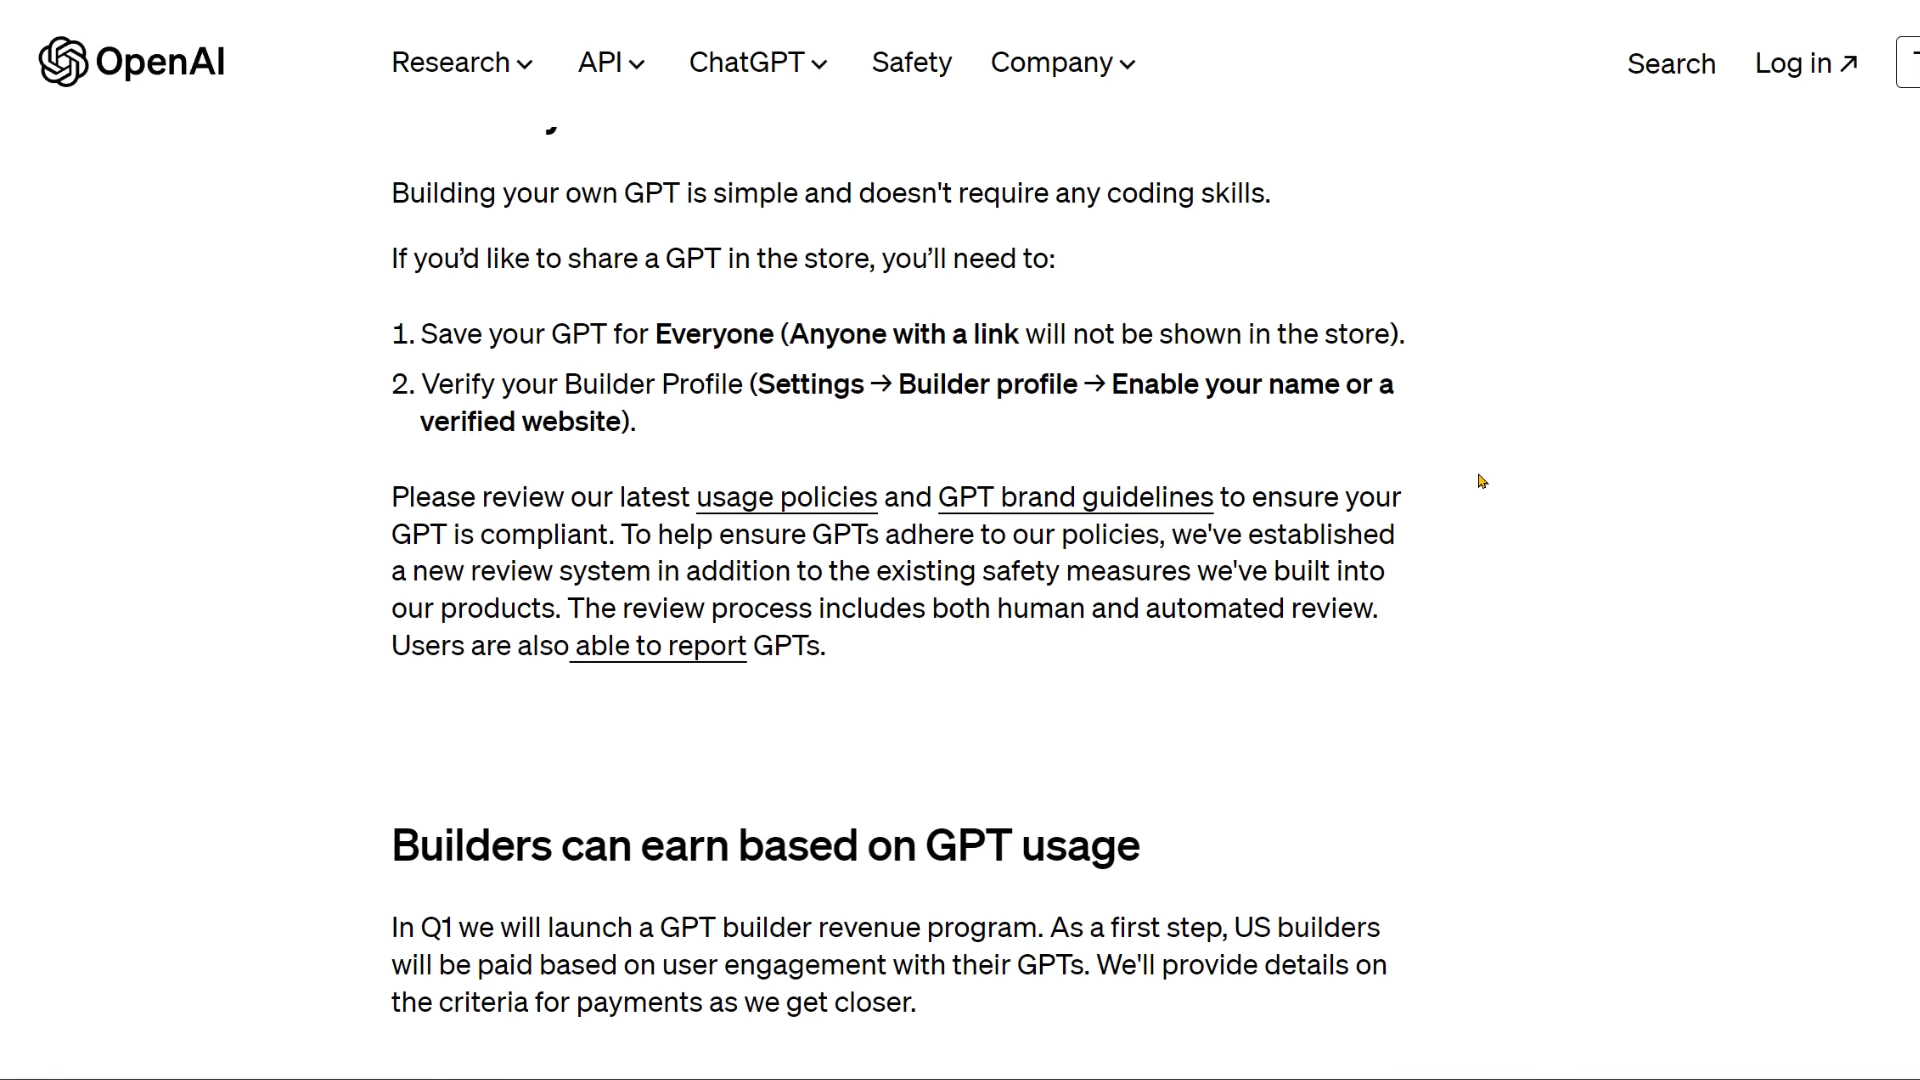 OpenAI Research API ChatGPT Safety Company Search Log in ↗
Building your own GPT is simple and doesn't require any coding skills.
If you’d like to share a GPT in the store, you’ll need to:
1. Save your GPT for Everyone (Anyone with a link will not be shown in the store).
2. Verify your Builder Profile (Settings → Builder profile → Enable your name or a
verified website).
Please review our latest usage policies and GPT brand guidelines to ensure your
GPT is compliant. To help ensure GPTs adhere to our policies, we've established
a new review system in addition to the existing safety measures we've built into
our products. The review process includes both human and automated review.
Users are also able to report GPTs.
Builders can earn based on GPT usage
In Q1 we will launch a GPT builder revenue program. As a first step, US builders
will be paid based on user engagement with their GPTs. We'll provide details on
the criteria for payments as we get closer.